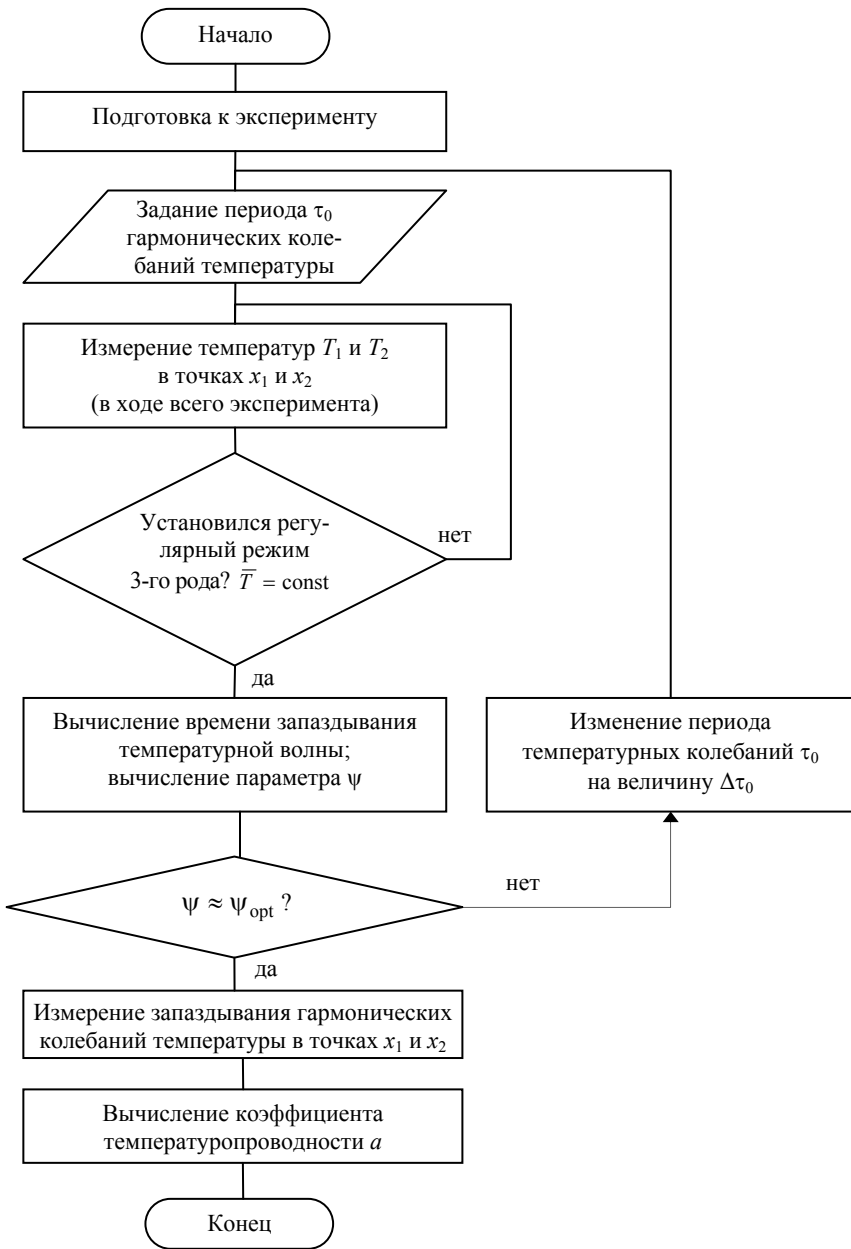 Начало
Подготовка к эксперименту
Задание периода τ₀
гармонических коле-
баний температуры
Измерение температур T₁ и T₂
в точках x₁ и x₂
(в ходе всего эксперимента)
Установился регу-
лярный режим
3-го рода? T̅ = const
нет
да
Вычисление времени запаздывания
температурной волны;
вычисление параметра ψ
Изменение периода
температурных колебаний τ₀
на величину Δτ₀
ψ ≈ ψopt ?
нет
да
Измерение запаздывания гармонических
колебаний температуры в точках x₁ и x₂
Вычисление коэффициента
температуропроводности a
Конец